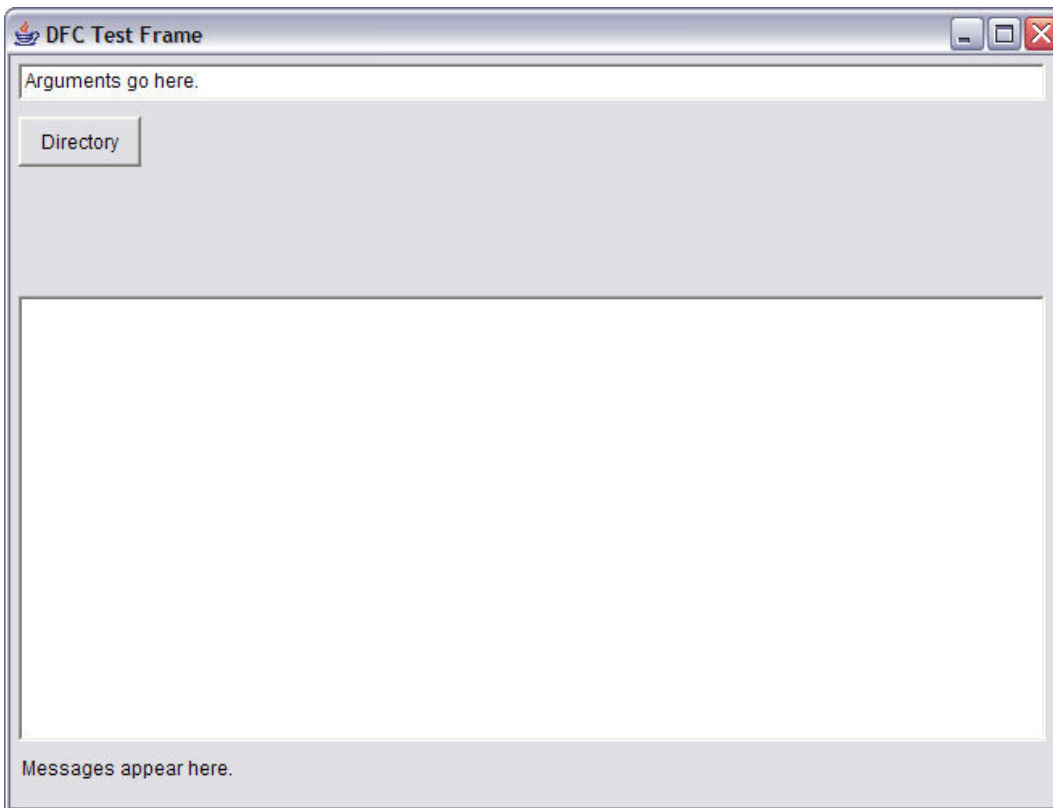 DFC Test Frame
Arguments go here.
Directory
Messages appear here.